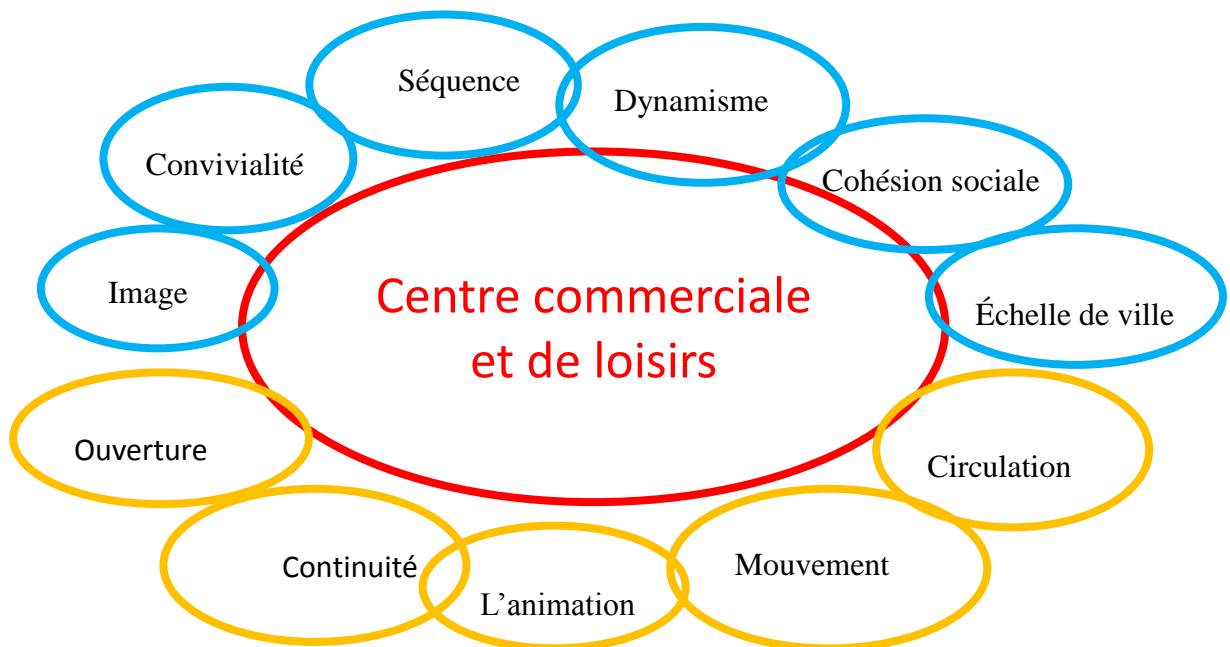 Séquence
Dynamisme
Convivialité
Cohésion sociale
Image
Centre commerciale
et de loisirs
Échelle de ville
Ouverture
Circulation
Continuité
Mouvement
L’animation